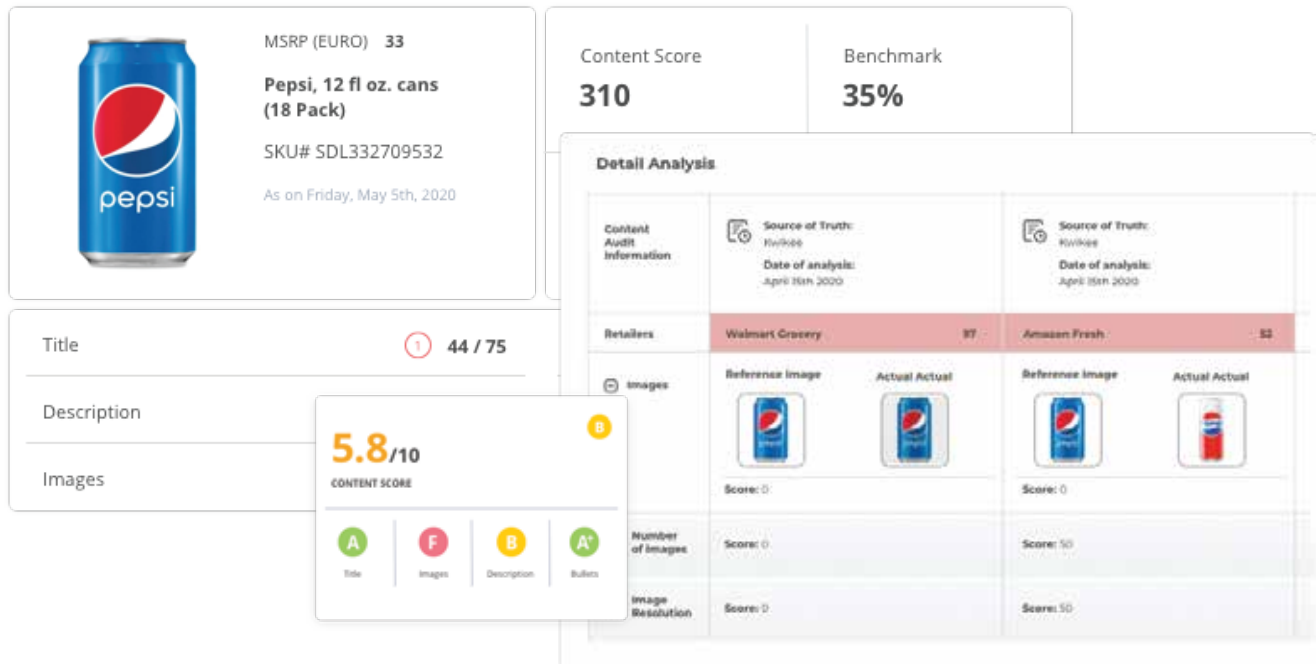 MSRP (EURO) 33
Pepsi, 12 fl oz. cans
(18 Pack)
SKU# SDL332709532
As on Friday, May 5th, 2020
pepsi
Content Score
310
Benchmark
35%
Title 1 44 / 75
Description
Images
5.8/10
B
CONTENT SCORE
A F B A+
Title Images Description Bullets
Detail Analysis
Content
Audit
Information
Source of Truth:
Kwikee
Date of analysis:
April 15th 2020
Source of Truth:
Kwikee
Date of analysis:
April 15th 2020
Retailers Walmart Grocery Amazon Fresh 52
Images
Reference Image Actual Actual Reference Image Actual Actual
pepsi pepsi pepsi
Score: 0 Score: 0
Number
of images
Score: 0 Score: 50
Image
Resolution
Score: 0 Score: 50